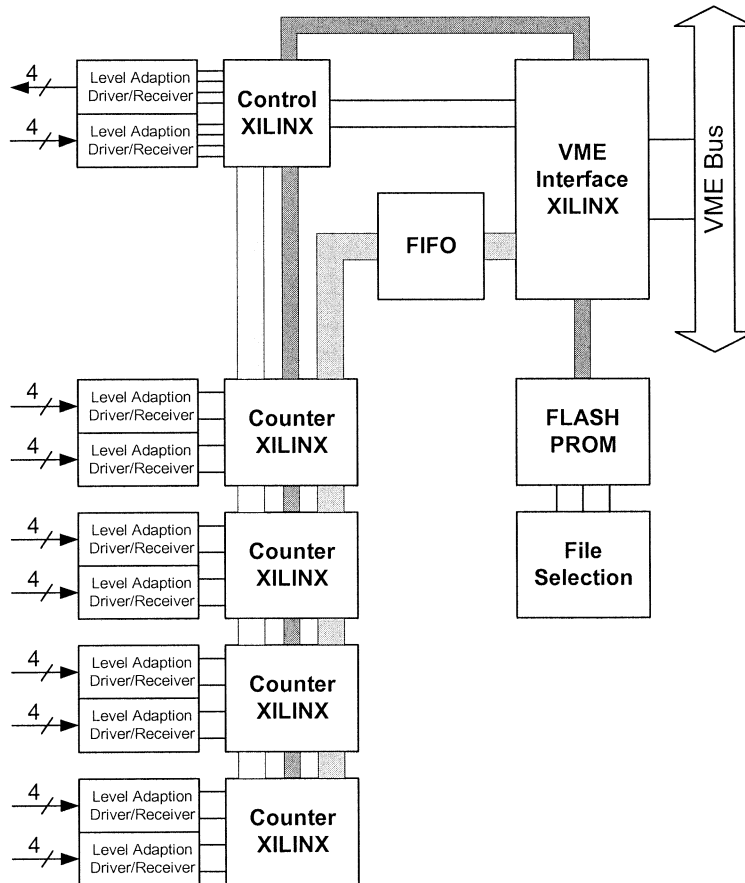 4
Level Adaption
Driver/Receiver
4
Level Adaption
Driver/Receiver
Control
XILINX
VME
Interface
XILINX
VME Bus
FIFO
4
Level Adaption
Driver/Receiver
4
Level Adaption
Driver/Receiver
Counter
XILINX
FLASH
PROM
4
Level Adaption
Driver/Receiver
4
Level Adaption
Driver/Receiver
Counter
XILINX
File
Selection
4
Level Adaption
Driver/Receiver
4
Level Adaption
Driver/Receiver
Counter
XILINX
4
Level Adaption
Driver/Receiver
4
Level Adaption
Driver/Receiver
Counter
XILINX